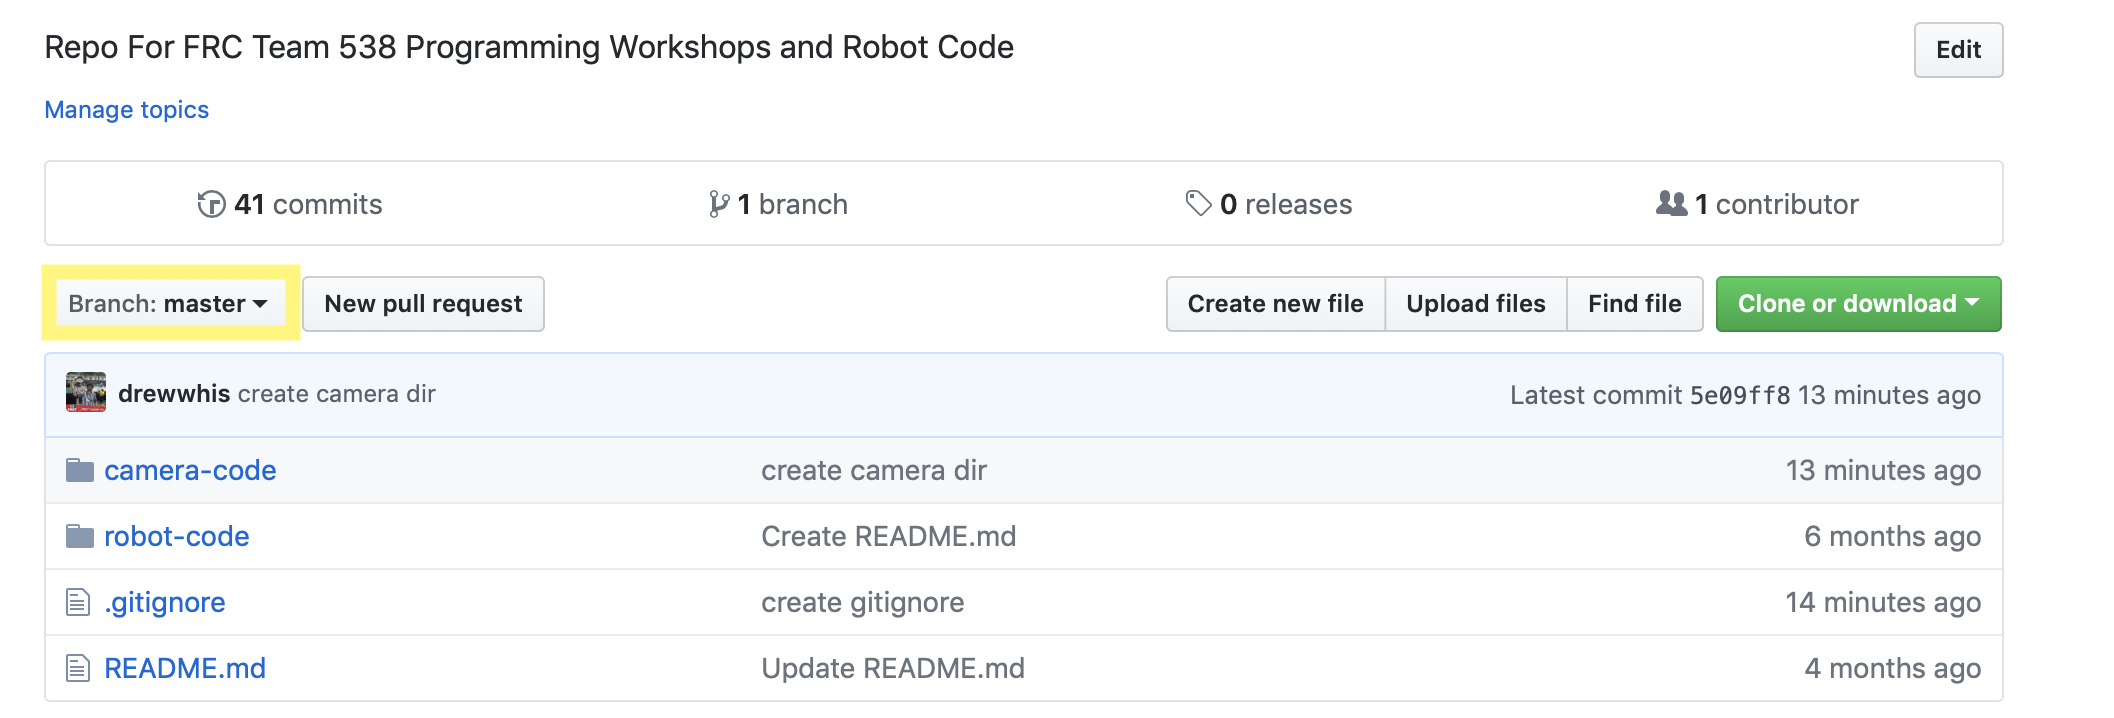 Repo For FRC Team 538 Programming Workshops and Robot Code
Edit
Manage topics
41 commits
1 branch
0 releases
1 contributor
Branch: master
New pull request
Create new file
Upload files
Find file
Clone or download
drewwhis create camera dir
Latest commit 5e09ff8 13 minutes ago
camera-code
create camera dir
13 minutes ago
robot-code
Create README.md
6 months ago
.gitignore
create gitignore
14 minutes ago
README.md
Update README.md
4 months ago